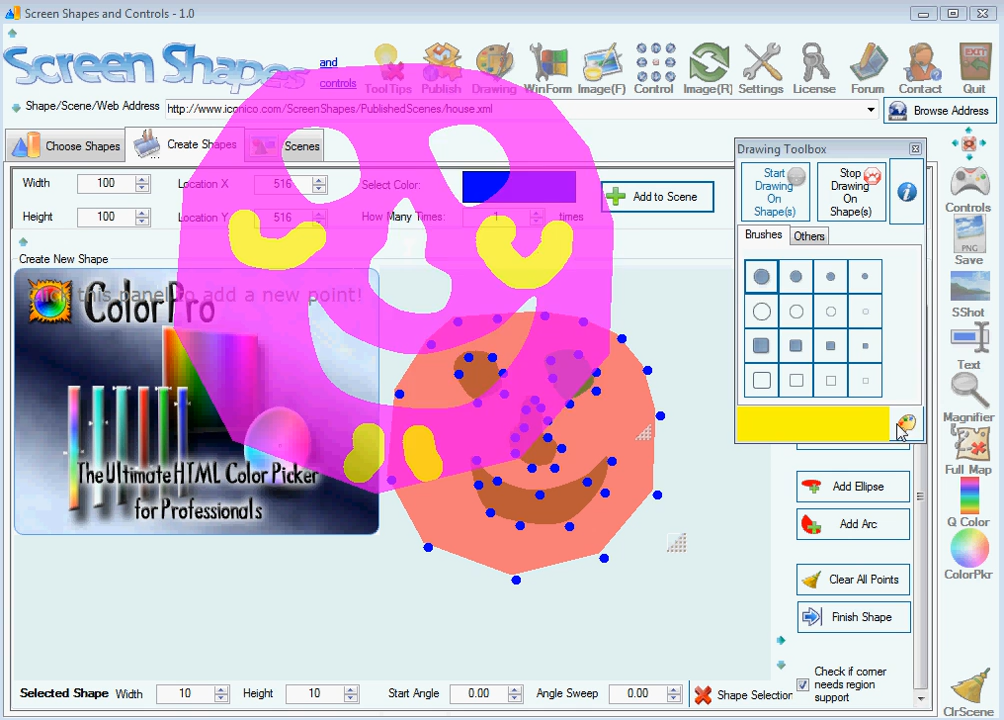 Screen Shapes and Controls - 1.0
Screen Shapes
and
controls
ToolTips
Publish
Drawing
WinForm
Image(F)
Control
Image(R)
Settings
License
Forum
Contact
EXIT
Quit
Shape/Scene/Web Address
http://www.iconico.com/ScreenShapes/PublishedScenes/house.xml
Browse Address
Choose Shapes
Create Shapes
Scenes
Width
100
Location X
516
Select Color:
Add to Scene
Height
100
Location Y
516
How Many Times:
1
times
Create New Shape
Click this panel to add a new point!
ColorPro
The Ultimate HTML Color Picker
for Professionals
Drawing Toolbox
Start
Drawing
On
Shape(s)
Stop
Drawing
On
Shape(s)
Brushes
Others
Add Ellipse
Add Arc
Clear All Points
Finish Shape
Check if corner
needs region
support
Controls
PNG
Save
SShot
Text
Magnifier
Full Map
Q Color
ColorPkr
ClrScene
Selected Shape
Width
10
Height
10
Start Angle
0.00
Angle Sweep
0.00
Shape Selection